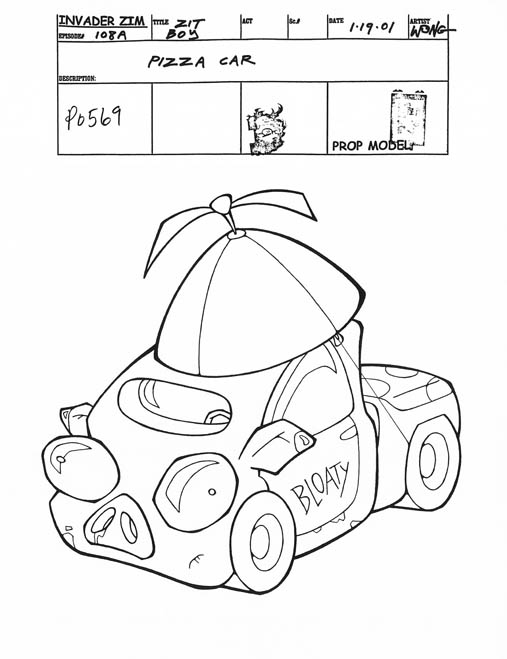 INVADER ZIM TITLE ZIT BOY ACT Sc.# DATE 1·19·01 ARTIST WONG
EPISODE# 108A
PIZZA CAR
DESCRIPTION:
P0569
PROP MODEL
BLOATY